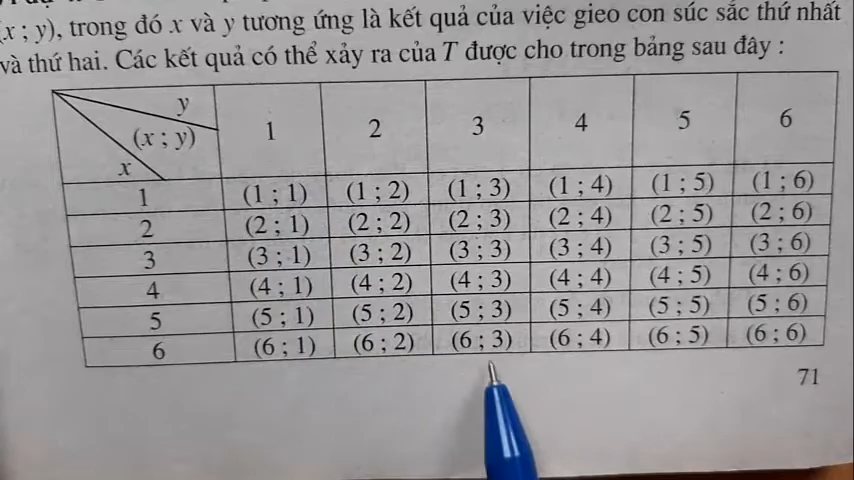 x ; y), trong đó x và y tương ứng là kết quả của việc gieo con súc sắc thứ nhất
và thứ hai. Các kết quả có thể xảy ra của T được cho trong bảng sau đây :
y
(x ; y)
x
1 2 3 4 5 6
1 (1 ; 1) (1 ; 2) (1 ; 3) (1 ; 4) (1 ; 5) (1 ; 6)
2 (2 ; 1) (2 ; 2) (2 ; 3) (2 ; 4) (2 ; 5) (2 ; 6)
3 (3 ; 1) (3 ; 2) (3 ; 3) (3 ; 4) (3 ; 5) (3 ; 6)
4 (4 ; 1) (4 ; 2) (4 ; 3) (4 ; 4) (4 ; 5) (4 ; 6)
5 (5 ; 1) (5 ; 2) (5 ; 3) (5 ; 4) (5 ; 5) (5 ; 6)
6 (6 ; 1) (6 ; 2) (6 ; 3) (6 ; 4) (6 ; 5) (6 ; 6)
71